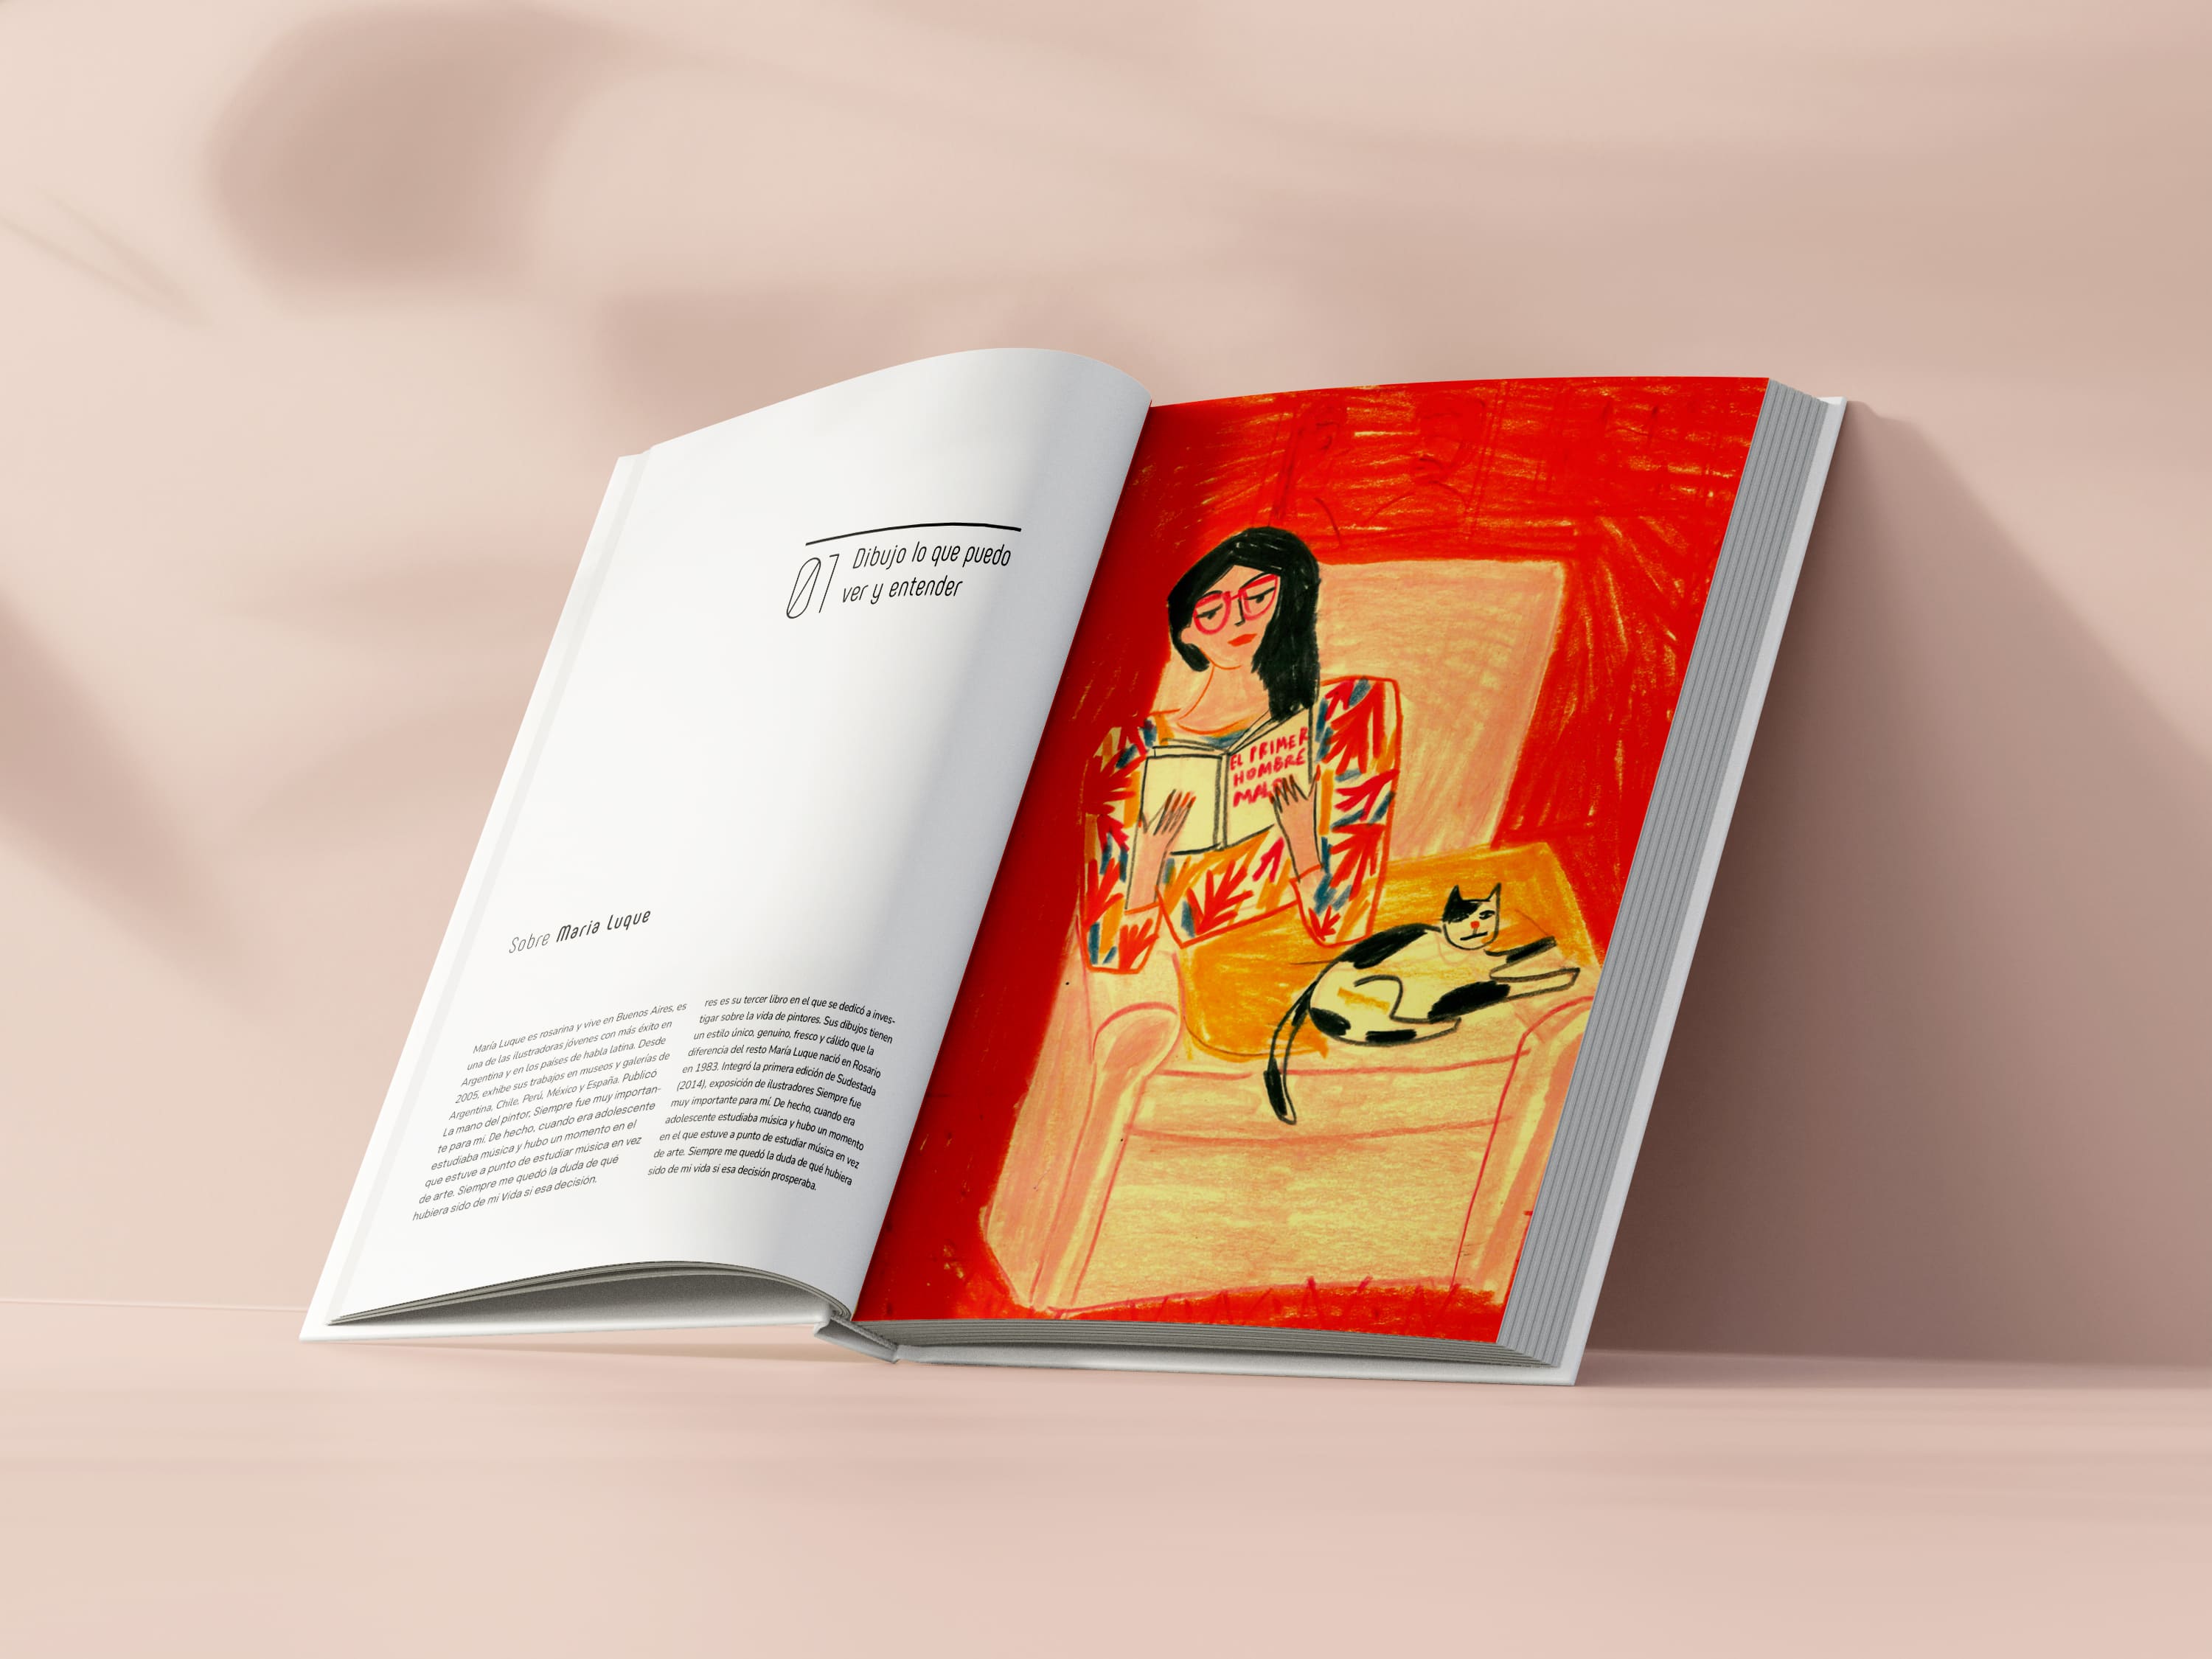 01 Dibujo lo que puedo
ver y entender
Sobre Maria Luque
María Luque es rosarina y vive en Buenos Aires, es
una de las ilustradoras jóvenes con más éxito en
Argentina y en los países de habla latina. Desde
2005, exhibe sus trabajos en museos y galerías de
Argentina, Chile, Perú, México y España. Publicó
La mano del pintor, Siempre fue muy importan-
te para mí. De hecho, cuando era adolescente
estudiaba música y hubo un momento en el
que estuve a punto de estudiar música en vez
de arte. Siempre me quedó la duda de qué
hubiera sido de mi Vida si esa decisión.
res es su tercer libro en el que se dedicó a inves-
tigar sobre la vida de pintores. Sus dibujos tienen
un estilo único, genuino, fresco y cálido que la
diferencia del resto María Luque nació en Rosario
en 1983. Integró la primera edición de Sudestada
(2014), exposición de ilustradores Siempre fue
muy importante para mí. De hecho, cuando era
adolescente estudiaba música y hubo un momento
en el que estuve a punto de estudiar música en vez
de arte. Siempre me quedó la duda de qué hubiera
sido de mi vida si esa decisión prosperaba.
EL PRIMER
HOMBRE